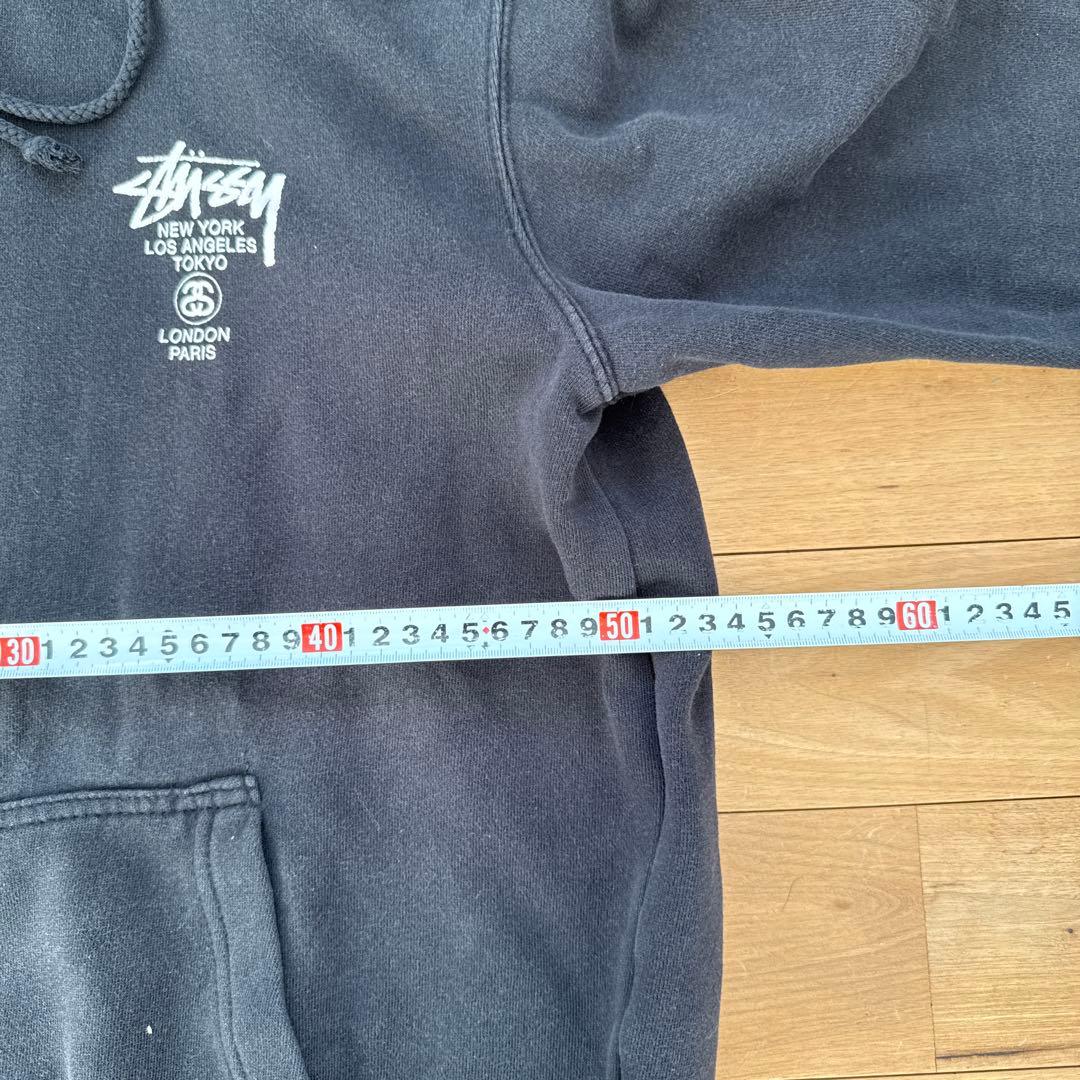 STÜSSY
NEW YORK
LOS ANGELES
TOKYO
LONDON
PARIS
30 1 2 3 4 5 6 7 8 9 40 1 2 3 4 5 6 7 8 9 50 1 2 3 4 5 6 7 8 9 60 1 2 3 4 5